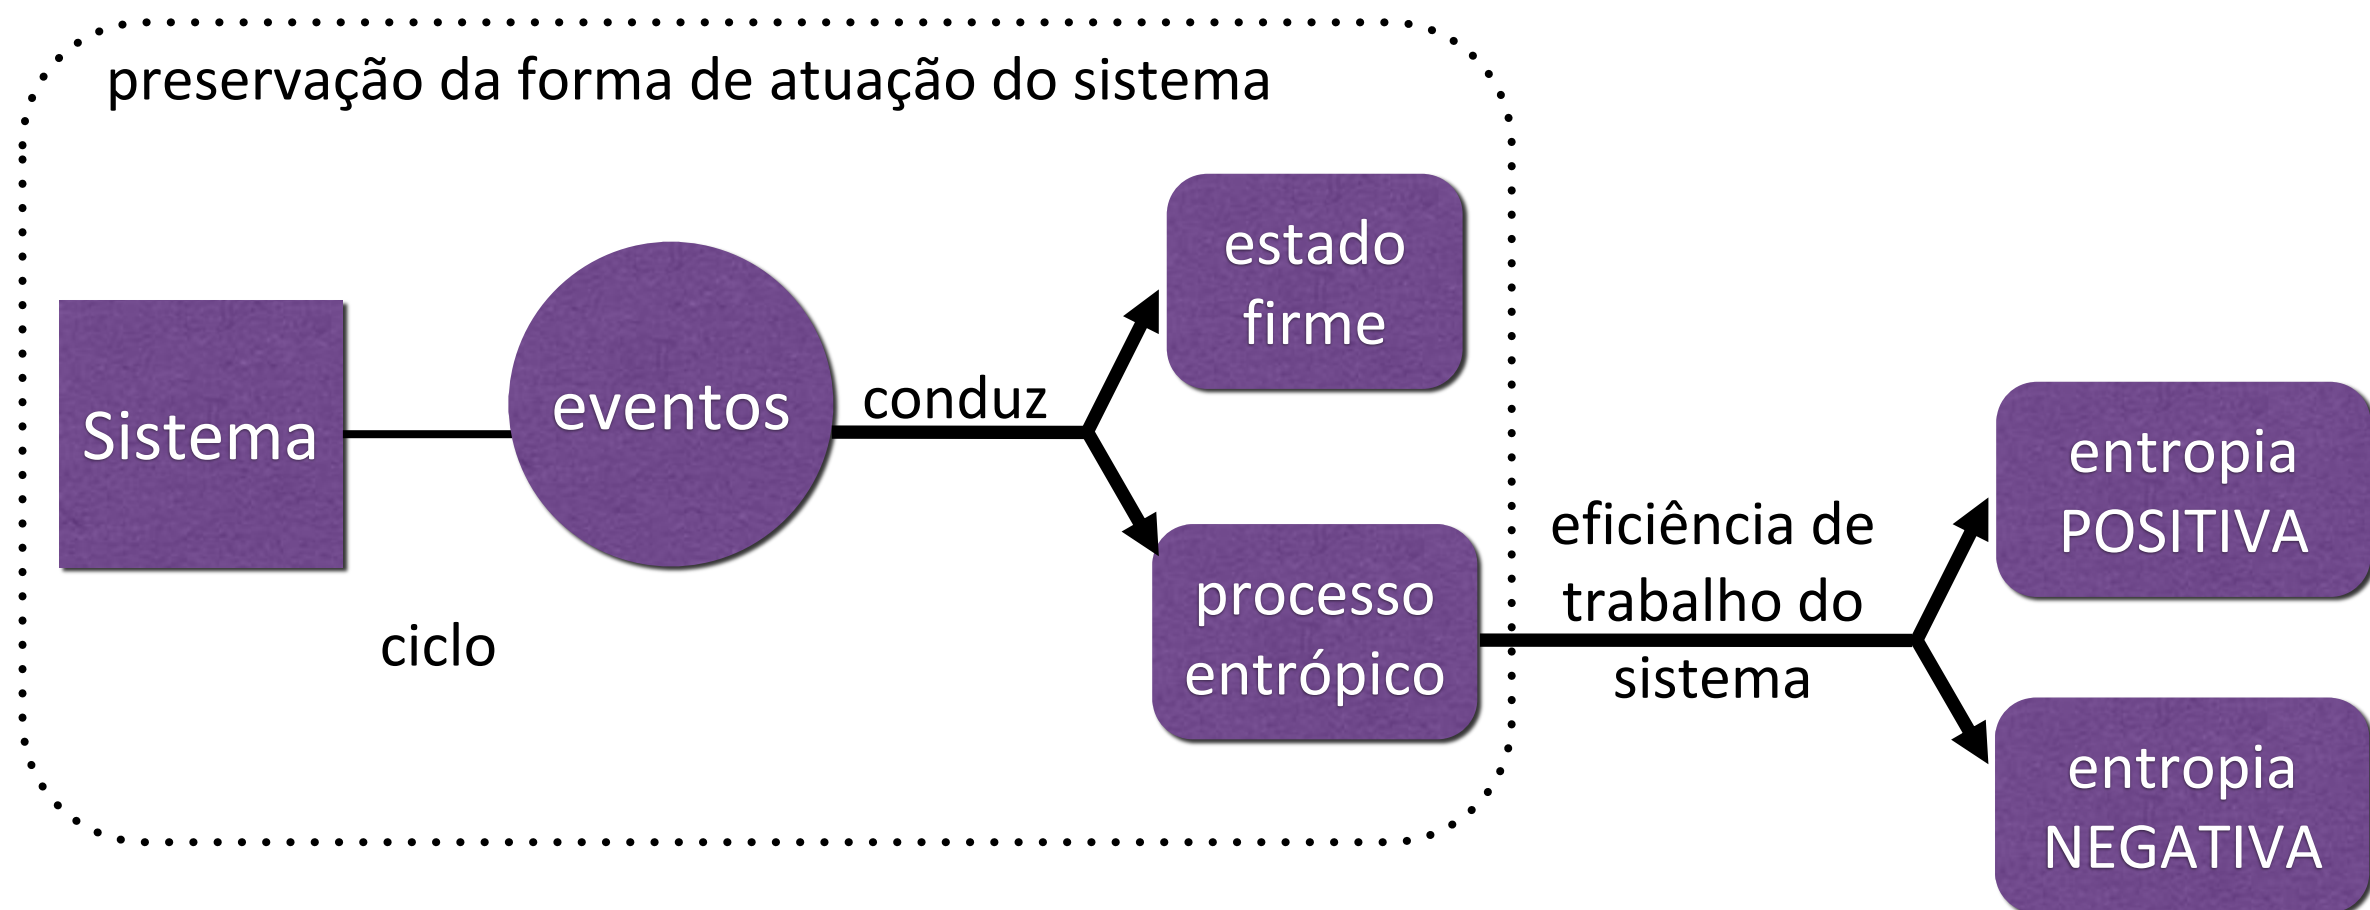 preservação da forma de atuação do sistema
Sistema
ciclo
eventos
conduz
estado
firme
processo
entrópico
eficiência de
trabalho do
sistema
entropia
POSITIVA
entropia
NEGATIVA